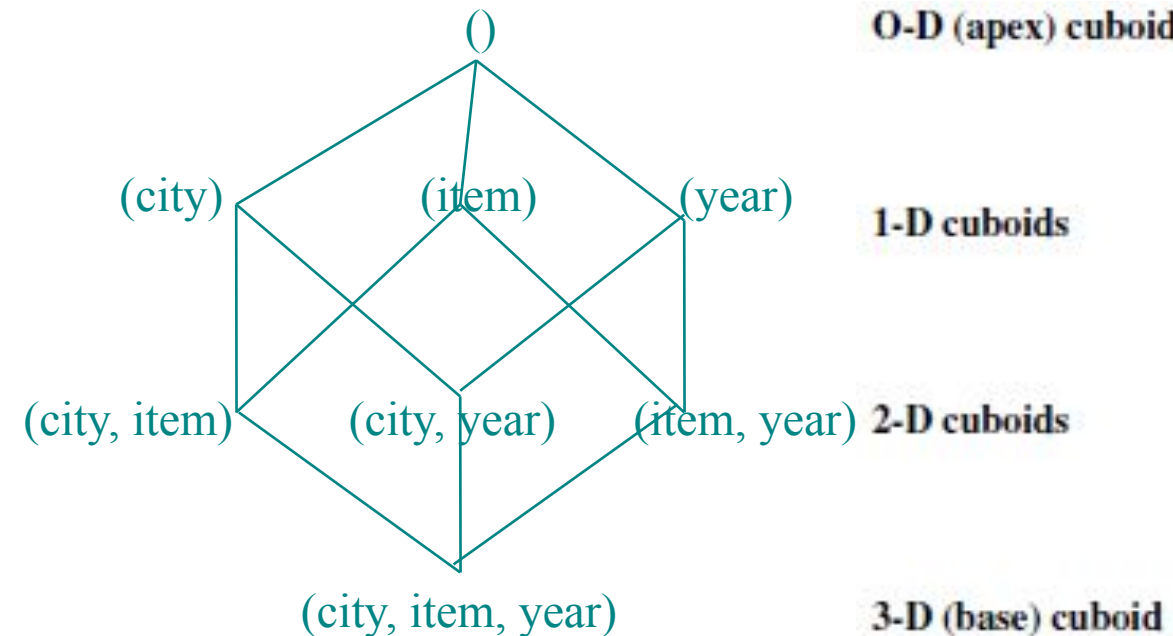 ()
O-D (apex) cuboid
(city)
(item)
(year)
1-D cuboids
(city, item)
(city, year)
(item, year)
2-D cuboids
(city, item, year)
3-D (base) cuboid